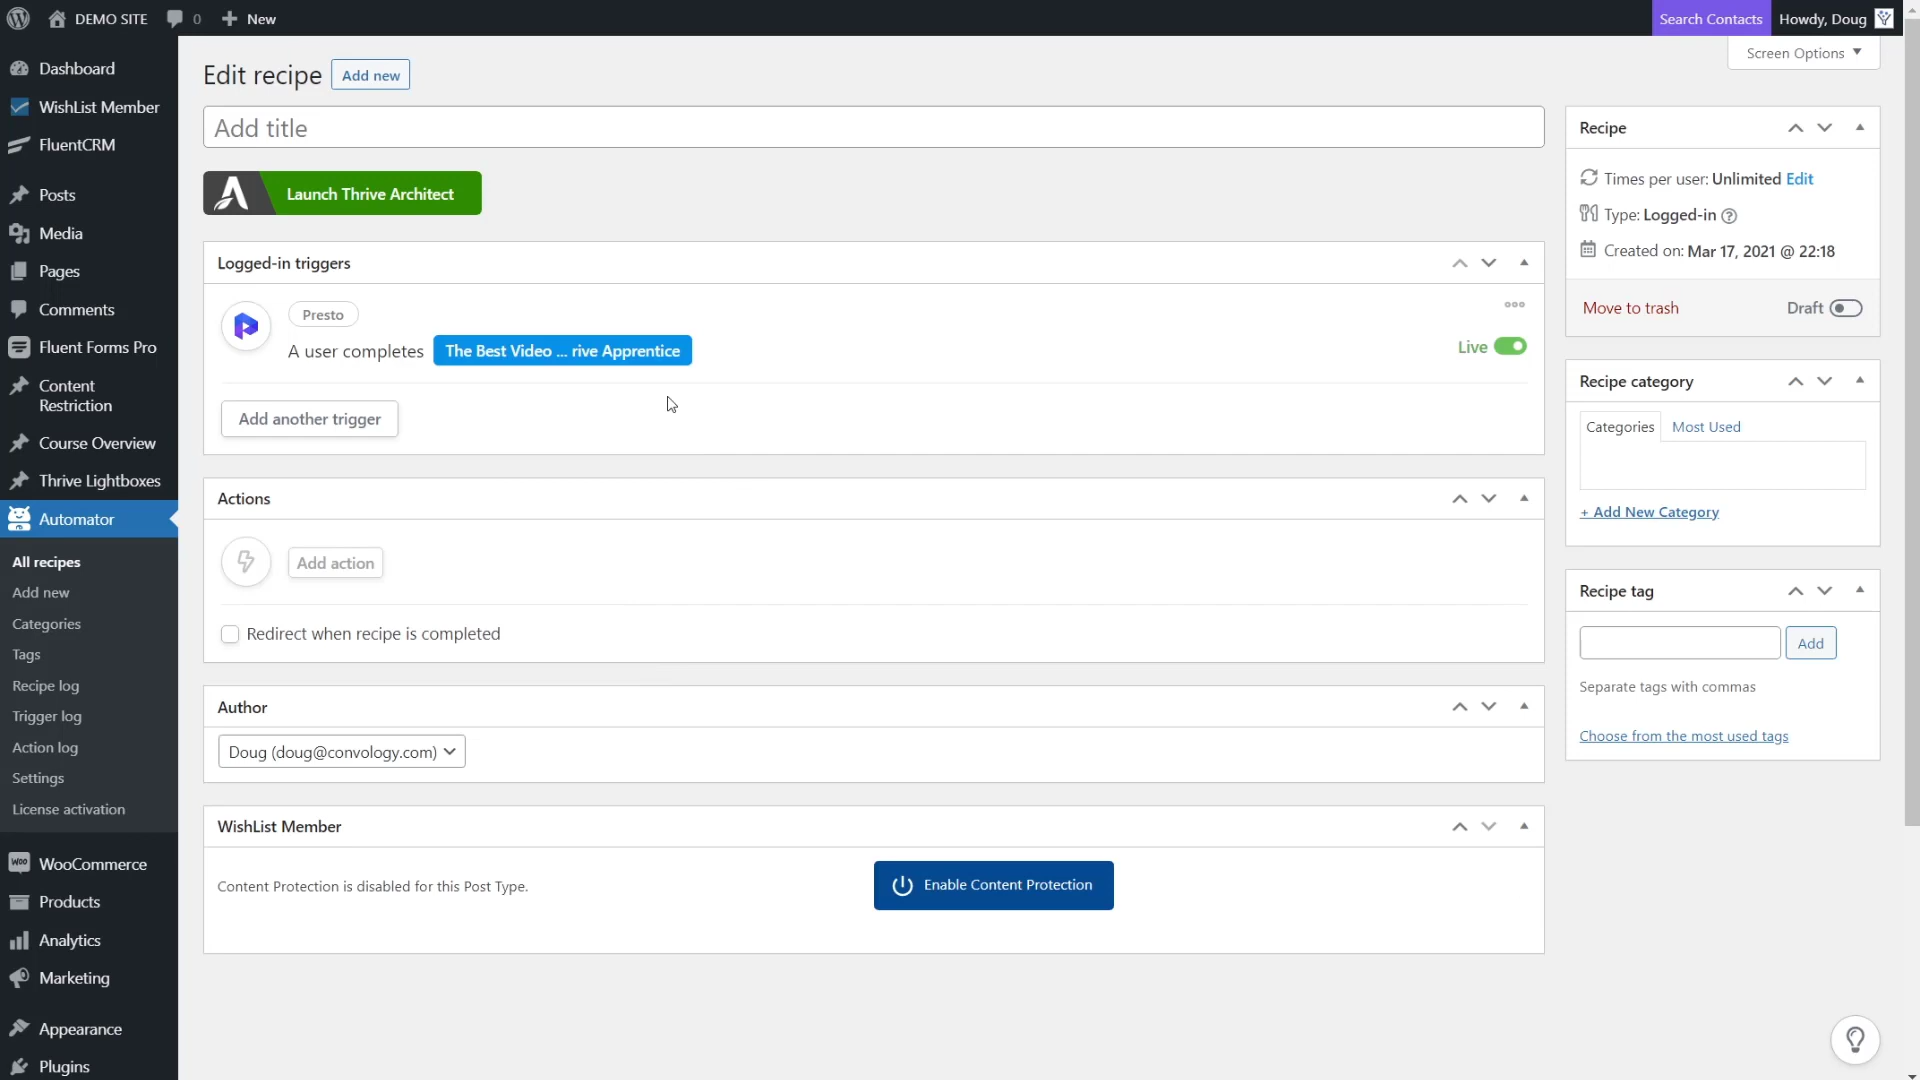 DEMO SITE
0
New
Search Contacts
Howdy, Doug
Dashboard
WishList Member
FluentCRM
Posts
Media
Pages
Comments
Fluent Forms Pro
Content
Restriction
Course Overview
Thrive Lightboxes
Automator
All recipes
Add new
Categories
Tags
Recipe log
Trigger log
Action log
Settings
License activation
WOO WooCommerce
Products
Analytics
Marketing
Appearance
Plugins
Screen Options
Edit recipe
Add new
Add title
Launch Thrive Architect
Logged-in triggers
Presto
A user completes The Best Video ... rive Apprentice
Live
Add another trigger
Actions
Add action
Redirect when recipe is completed
Author
Doug (doug@convology.com)
WishList Member
Content Protection is disabled for this Post Type.
Enable Content Protection
Recipe
Times per user: Unlimited Edit
Type: Logged-in ?
Created on: Mar 17, 2021 @ 22:18
Move to trash
Draft
Recipe category
Categories
Most Used
+ Add New Category
Recipe tag
Add
Separate tags with commas
Choose from the most used tags